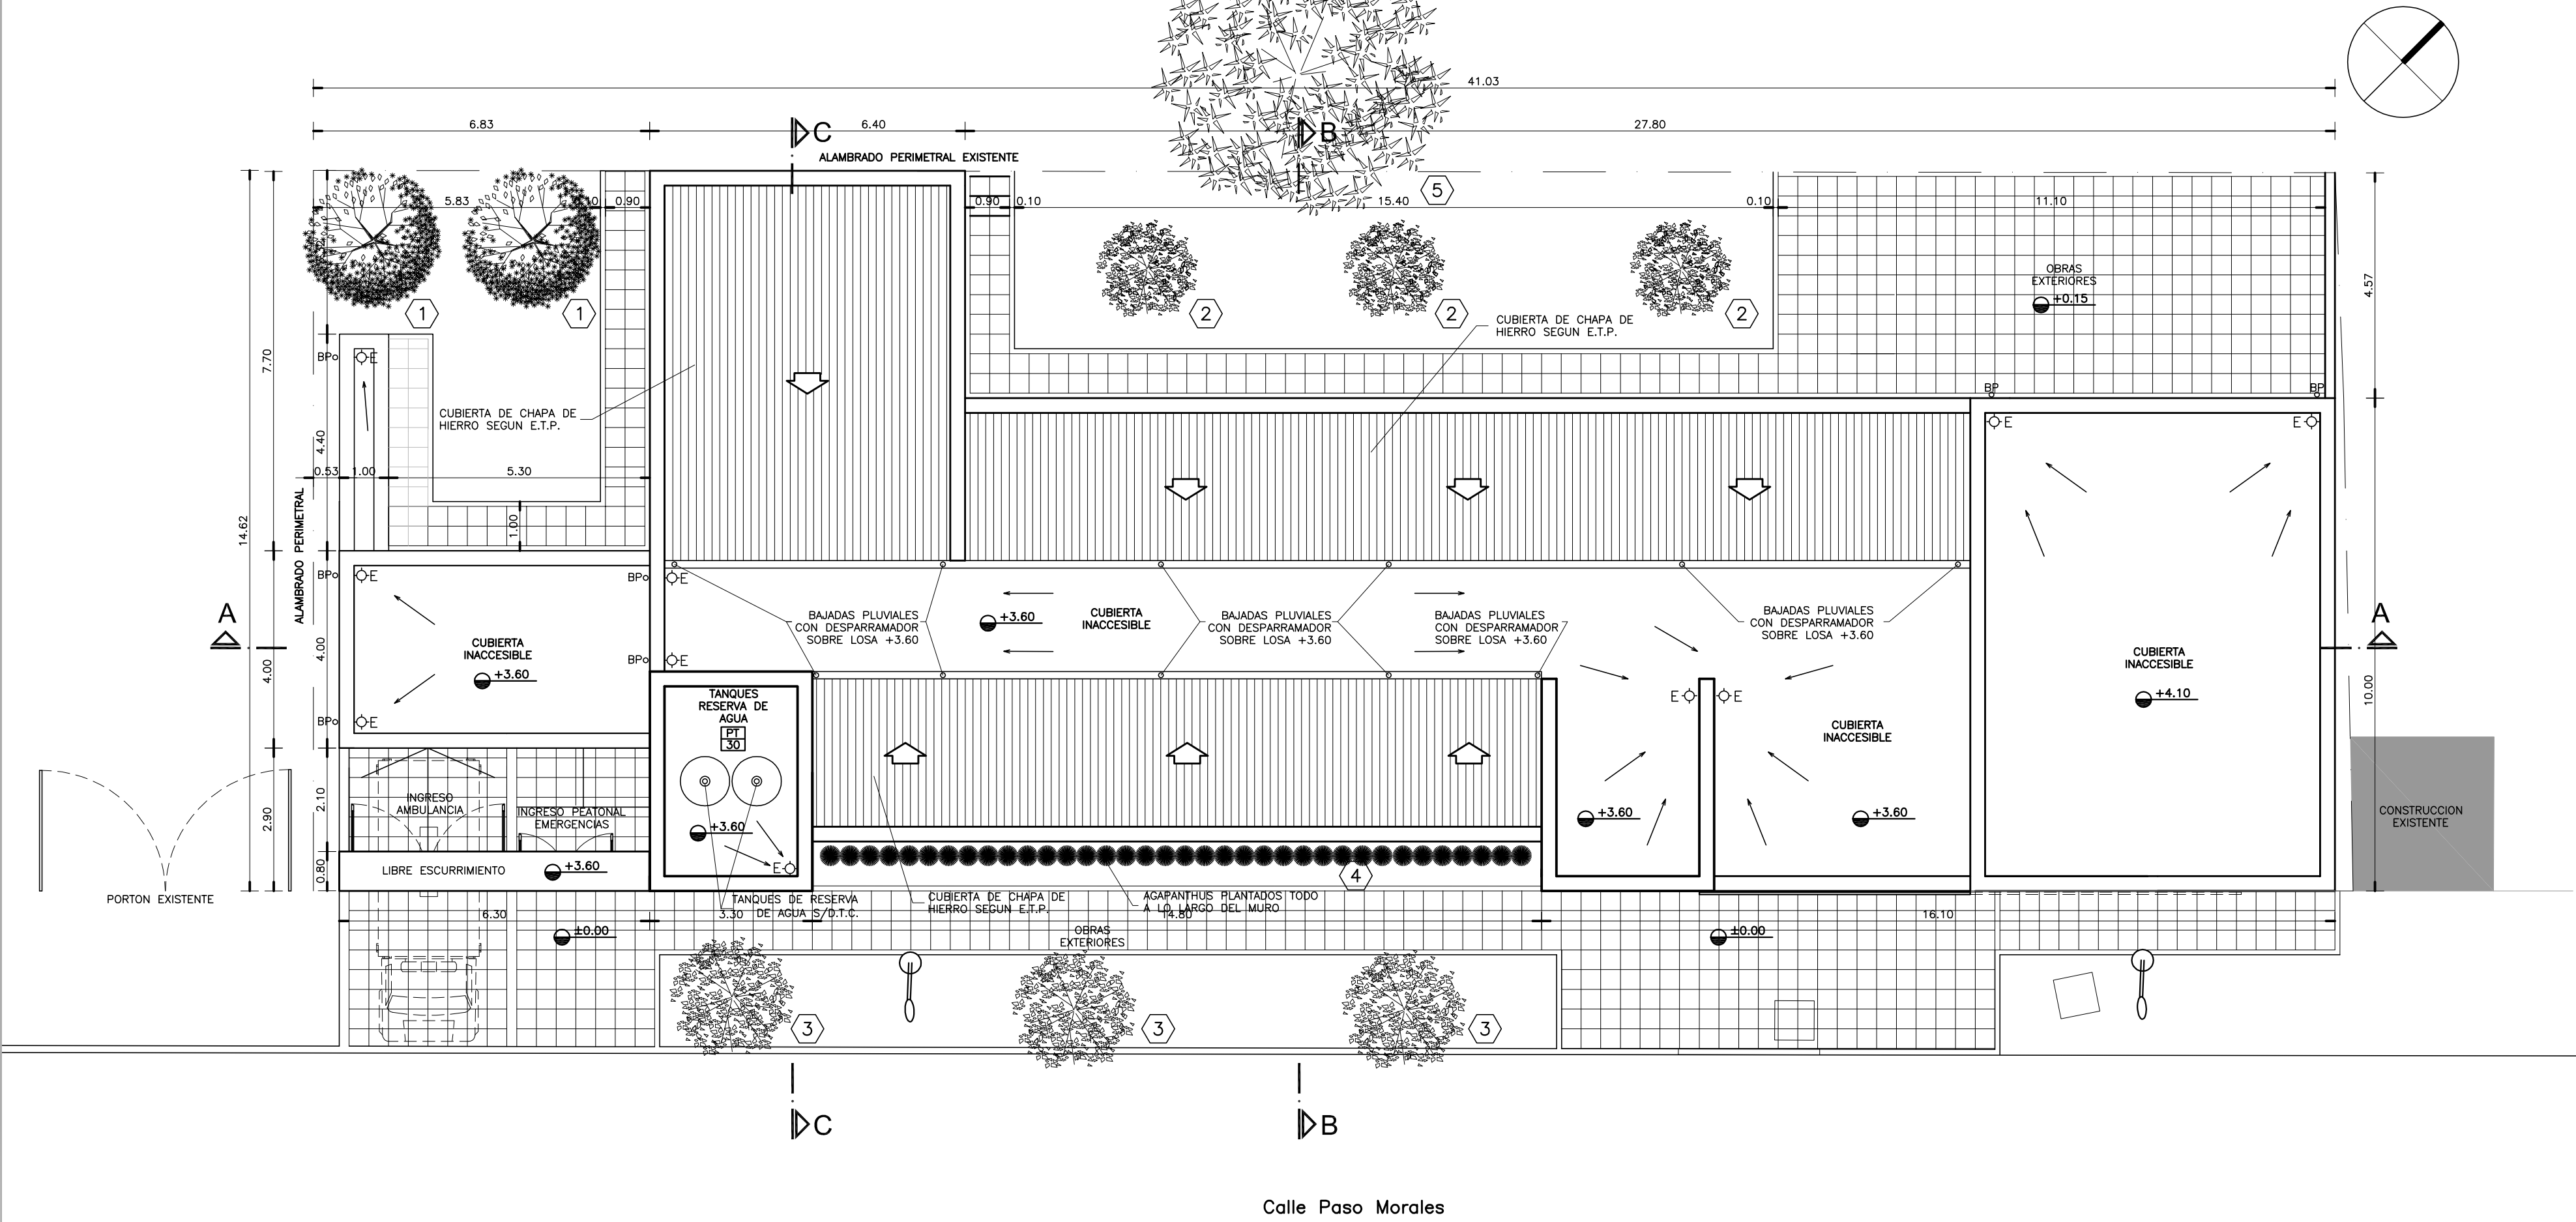 41.03
6.83
C
6.40
B
27.80
ALAMBRADO PERIMETRAL EXISTENTE
5.83
0.90
0.90
0.10
15.40
5
0.10
11.10
OBRAS
EXTERIORES
+0.15
4.57
1
1
2
2
2
CUBIERTA DE CHAPA DE
HIERRO SEGUN E.T.P.
7.70
BP
E
BP
BP
CUBIERTA DE CHAPA DE
HIERRO SEGUN E.T.P.
4.40
E
E
0.53
1.00
5.30
1.00
14.62
ALAMBRADO PERIMETRAL
BP
E
BP
E
A
4.00
4.00
CUBIERTA
INACCESIBLE
+3.60
BP
E
BP
E
BAJADAS PLUVIALES
CON DESPARRAMADOR
SOBRE LOSA +3.60
+3.60
CUBIERTA
INACCESIBLE
BAJADAS PLUVIALES
CON DESPARRAMADOR
SOBRE LOSA +3.60
BAJADAS PLUVIALES
CON DESPARRAMADOR
SOBRE LOSA +3.60
BAJADAS PLUVIALES
CON DESPARRAMADOR
SOBRE LOSA +3.60
CUBIERTA
INACCESIBLE
+4.10
A
10.00
TANQUES
RESERVA DE
AGUA
PT
30
E
E
CUBIERTA
INACCESIBLE
2.90
2.10
INGRESO
AMBULANCIA
INGRESO PEATONAL
EMERGENCIAS
+3.60
+3.60
+3.60
CONSTRUCCION
EXISTENTE
0.80
LIBRE ESCURRIMIENTO
+3.60
E
4
PORTON EXISTENTE
TANQUES DE RESERVA
DE AGUA S/D.T.C.
CUBIERTA DE CHAPA DE
HIERRO SEGUN E.T.P.
AGAPANTHUS PLANTADOS TODO
A LO LARGO DEL MURO
6.30
3.30
14.80
16.10
±0.00
OBRAS
EXTERIORES
±0.00
3
3
3
C
B
Calle Paso Morales